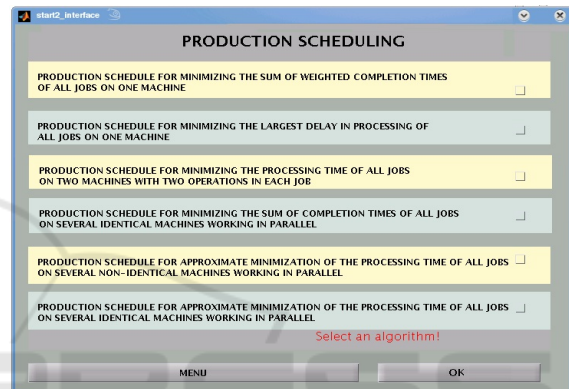 start2_interface
PRODUCTION SCHEDULING
PRODUCTION SCHEDULE FOR MINIMIZING THE SUM OF WEIGHTED COMPLETION TIMES
OF ALL JOBS ON ONE MACHINE
PRODUCTION SCHEDULE FOR MINIMIZING THE LARGEST DELAY IN PROCESSING OF
ALL JOBS ON ONE MACHINE
PRODUCTION SCHEDULE FOR MINIMIZING THE PROCESSING TIME OF ALL JOBS
ON TWO MACHINES WITH TWO OPERATIONS IN EACH JOB
PRODUCTION SCHEDULE FOR MINIMIZING THE SUM OF COMPLETION TIMES OF ALL JOBS
ON SEVERAL IDENTICAL MACHINES WORKING IN PARALLEL
PRODUCTION SCHEDULE FOR APPROXIMATE MINIMIZATION OF THE PROCESSING TIME OF ALL JOBS
ON SEVERAL NON-IDENTICAL MACHINES WORKING IN PARALLEL
PRODUCTION SCHEDULE FOR APPROXIMATE MINIMIZATION OF THE PROCESSING TIME OF ALL JOBS
ON SEVERAL IDENTICAL MACHINES WORKING IN PARALLEL
Select an algorithm!
MENU
OK